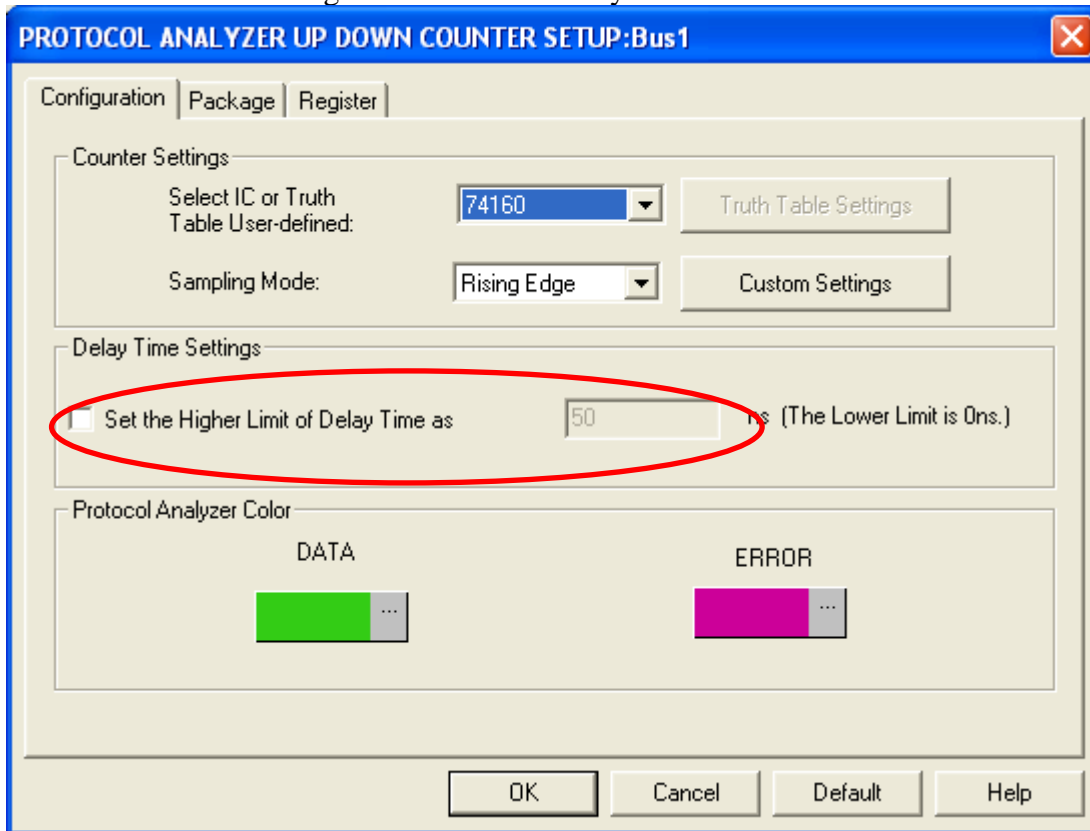 PROTOCOL ANALYZER UP DOWN COUNTER SETUP:Bus1
Configuration Package Register
Counter Settings
Select IC or Truth
Table User-defined:
74160
Truth Table Settings
Sampling Mode:
Rising Edge
Custom Settings
Delay Time Settings
Set the Higher Limit of Delay Time as 50 ns (The Lower Limit is 0ns.)
Protocol Analyzer Color
DATA
ERROR
...
...
OK Cancel Default Help